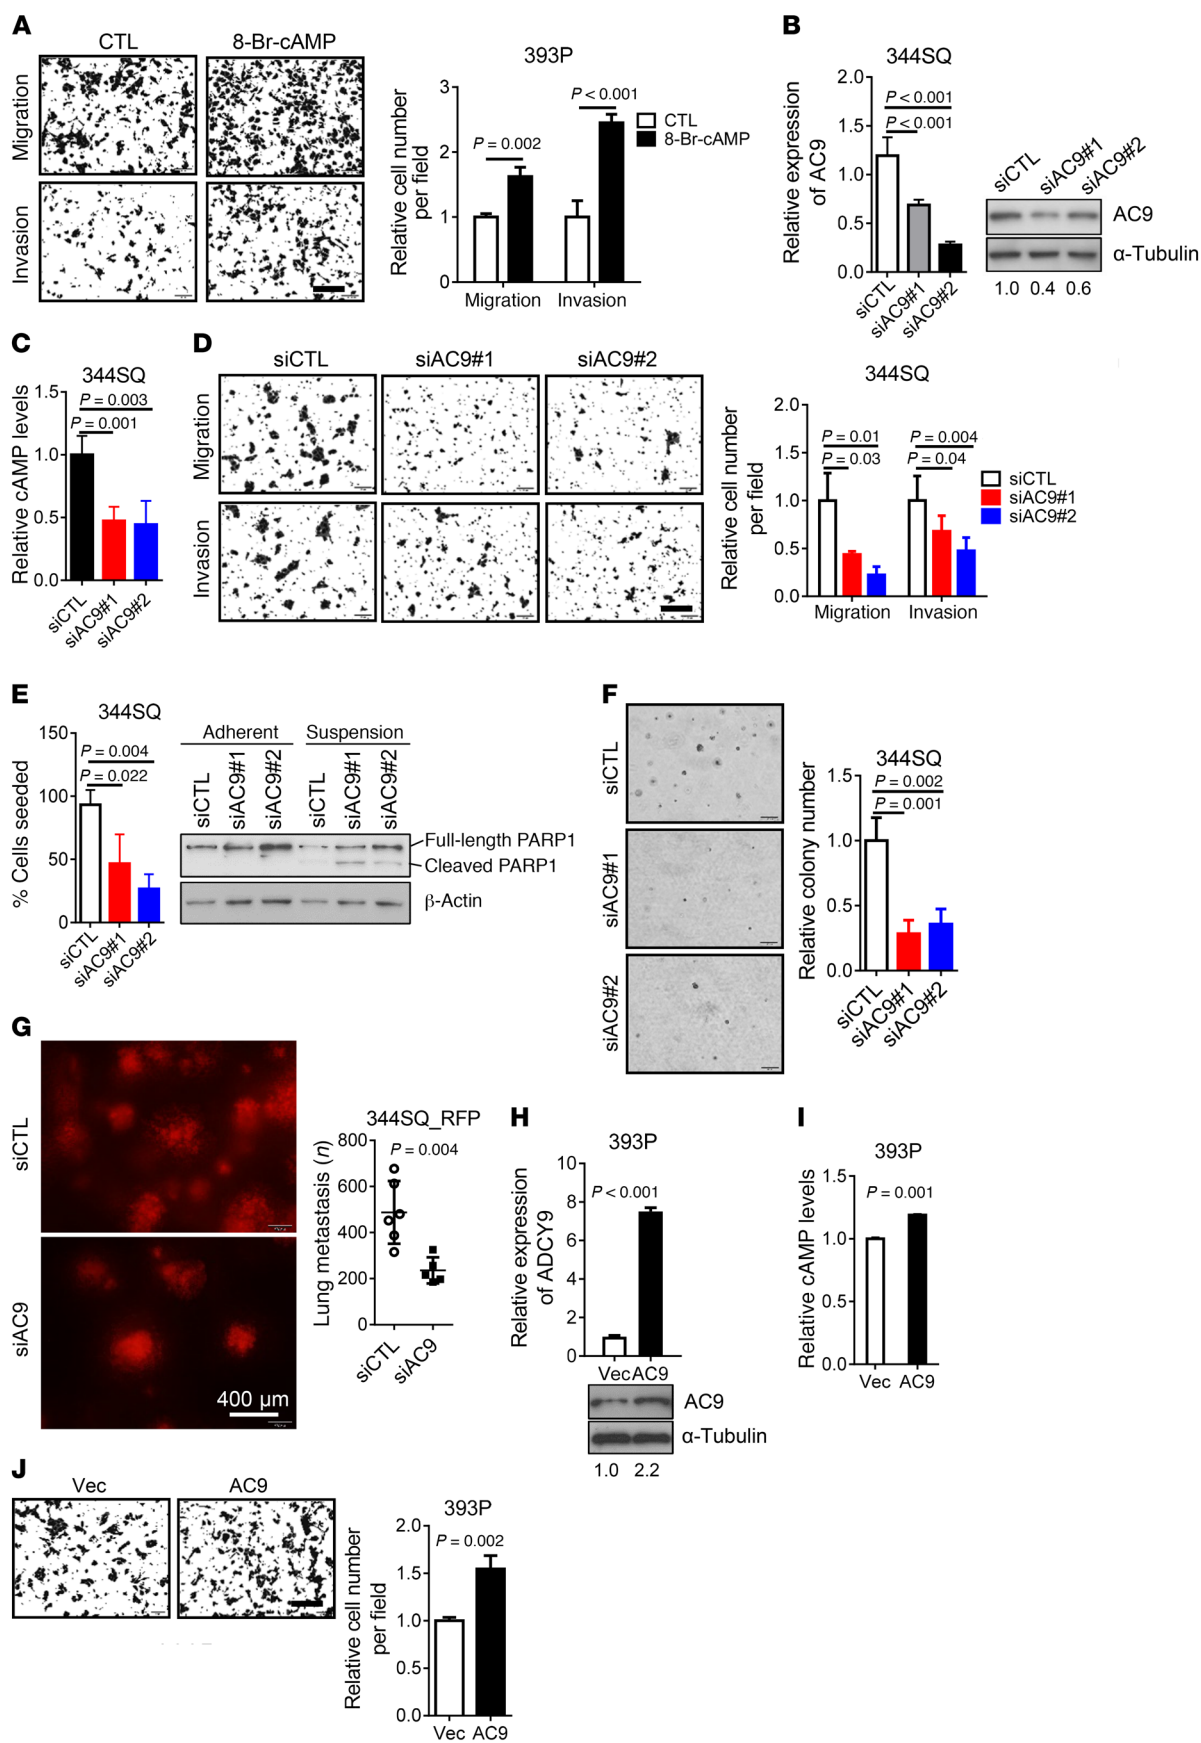 A
CTL
8-Br-cAMP
Migration
Invasion
393P
Relative cell number
per field
3
2
1
0
P = 0.002
P < 0.001
CTL
8-Br-cAMP
Migration
Invasion
B
344SQ
Relative expression
of AC9
2.0
1.5
1.0
0.5
0.0
P < 0.001
P < 0.001
siCTL
siAC9#1
siAC9#2
siCTL
siAC9#1
siAC9#2
AC9
α-Tubulin
1.0 0.4 0.6
C
344SQ
Relative cAMP levels
1.5
1.0
0.5
0.0
P = 0.003
P = 0.001
siCTL
siAC9#1
siAC9#2
D
siCTL
siAC9#1
siAC9#2
Migration
Invasion
344SQ
Relative cell number
per field
2.0
1.5
1.0
0.5
0.0
P = 0.01
P = 0.03
P = 0.004
P = 0.04
siCTL
siAC9#1
siAC9#2
Migration
Invasion
E
344SQ
% Cells seeded
150
100
50
0
P = 0.004
P = 0.022
siCTL
siAC9#1
siAC9#2
Adherent
Suspension
siCTL
siAC9#1
siAC9#2
siCTL
siAC9#1
siAC9#2
Full-length PARP1
Cleaved PARP1
β-Actin
F
siCTL
siAC9#1
siAC9#2
344SQ
Relative colony number
1.5
1.0
0.5
0.0
P = 0.002
P = 0.001
siCTL
siAC9#1
siAC9#2
G
siCTL
siAC9
400 μm
344SQ_RFP
Lung metastasis (n)
800
600
400
200
0
P = 0.004
siCTL
siAC9
H
393P
Relative expression
of ADCY9
10
8
6
4
2
0
P < 0.001
Vec AC9
AC9
α-Tubulin
1.0 2.2
I
393P
Relative cAMP levels
1.5
1.0
0.5
0.0
P = 0.001
Vec AC9
J
Vec
AC9
393P
Relative cell number
per field
2.0
1.5
1.0
0.5
0.0
P = 0.002
Vec AC9